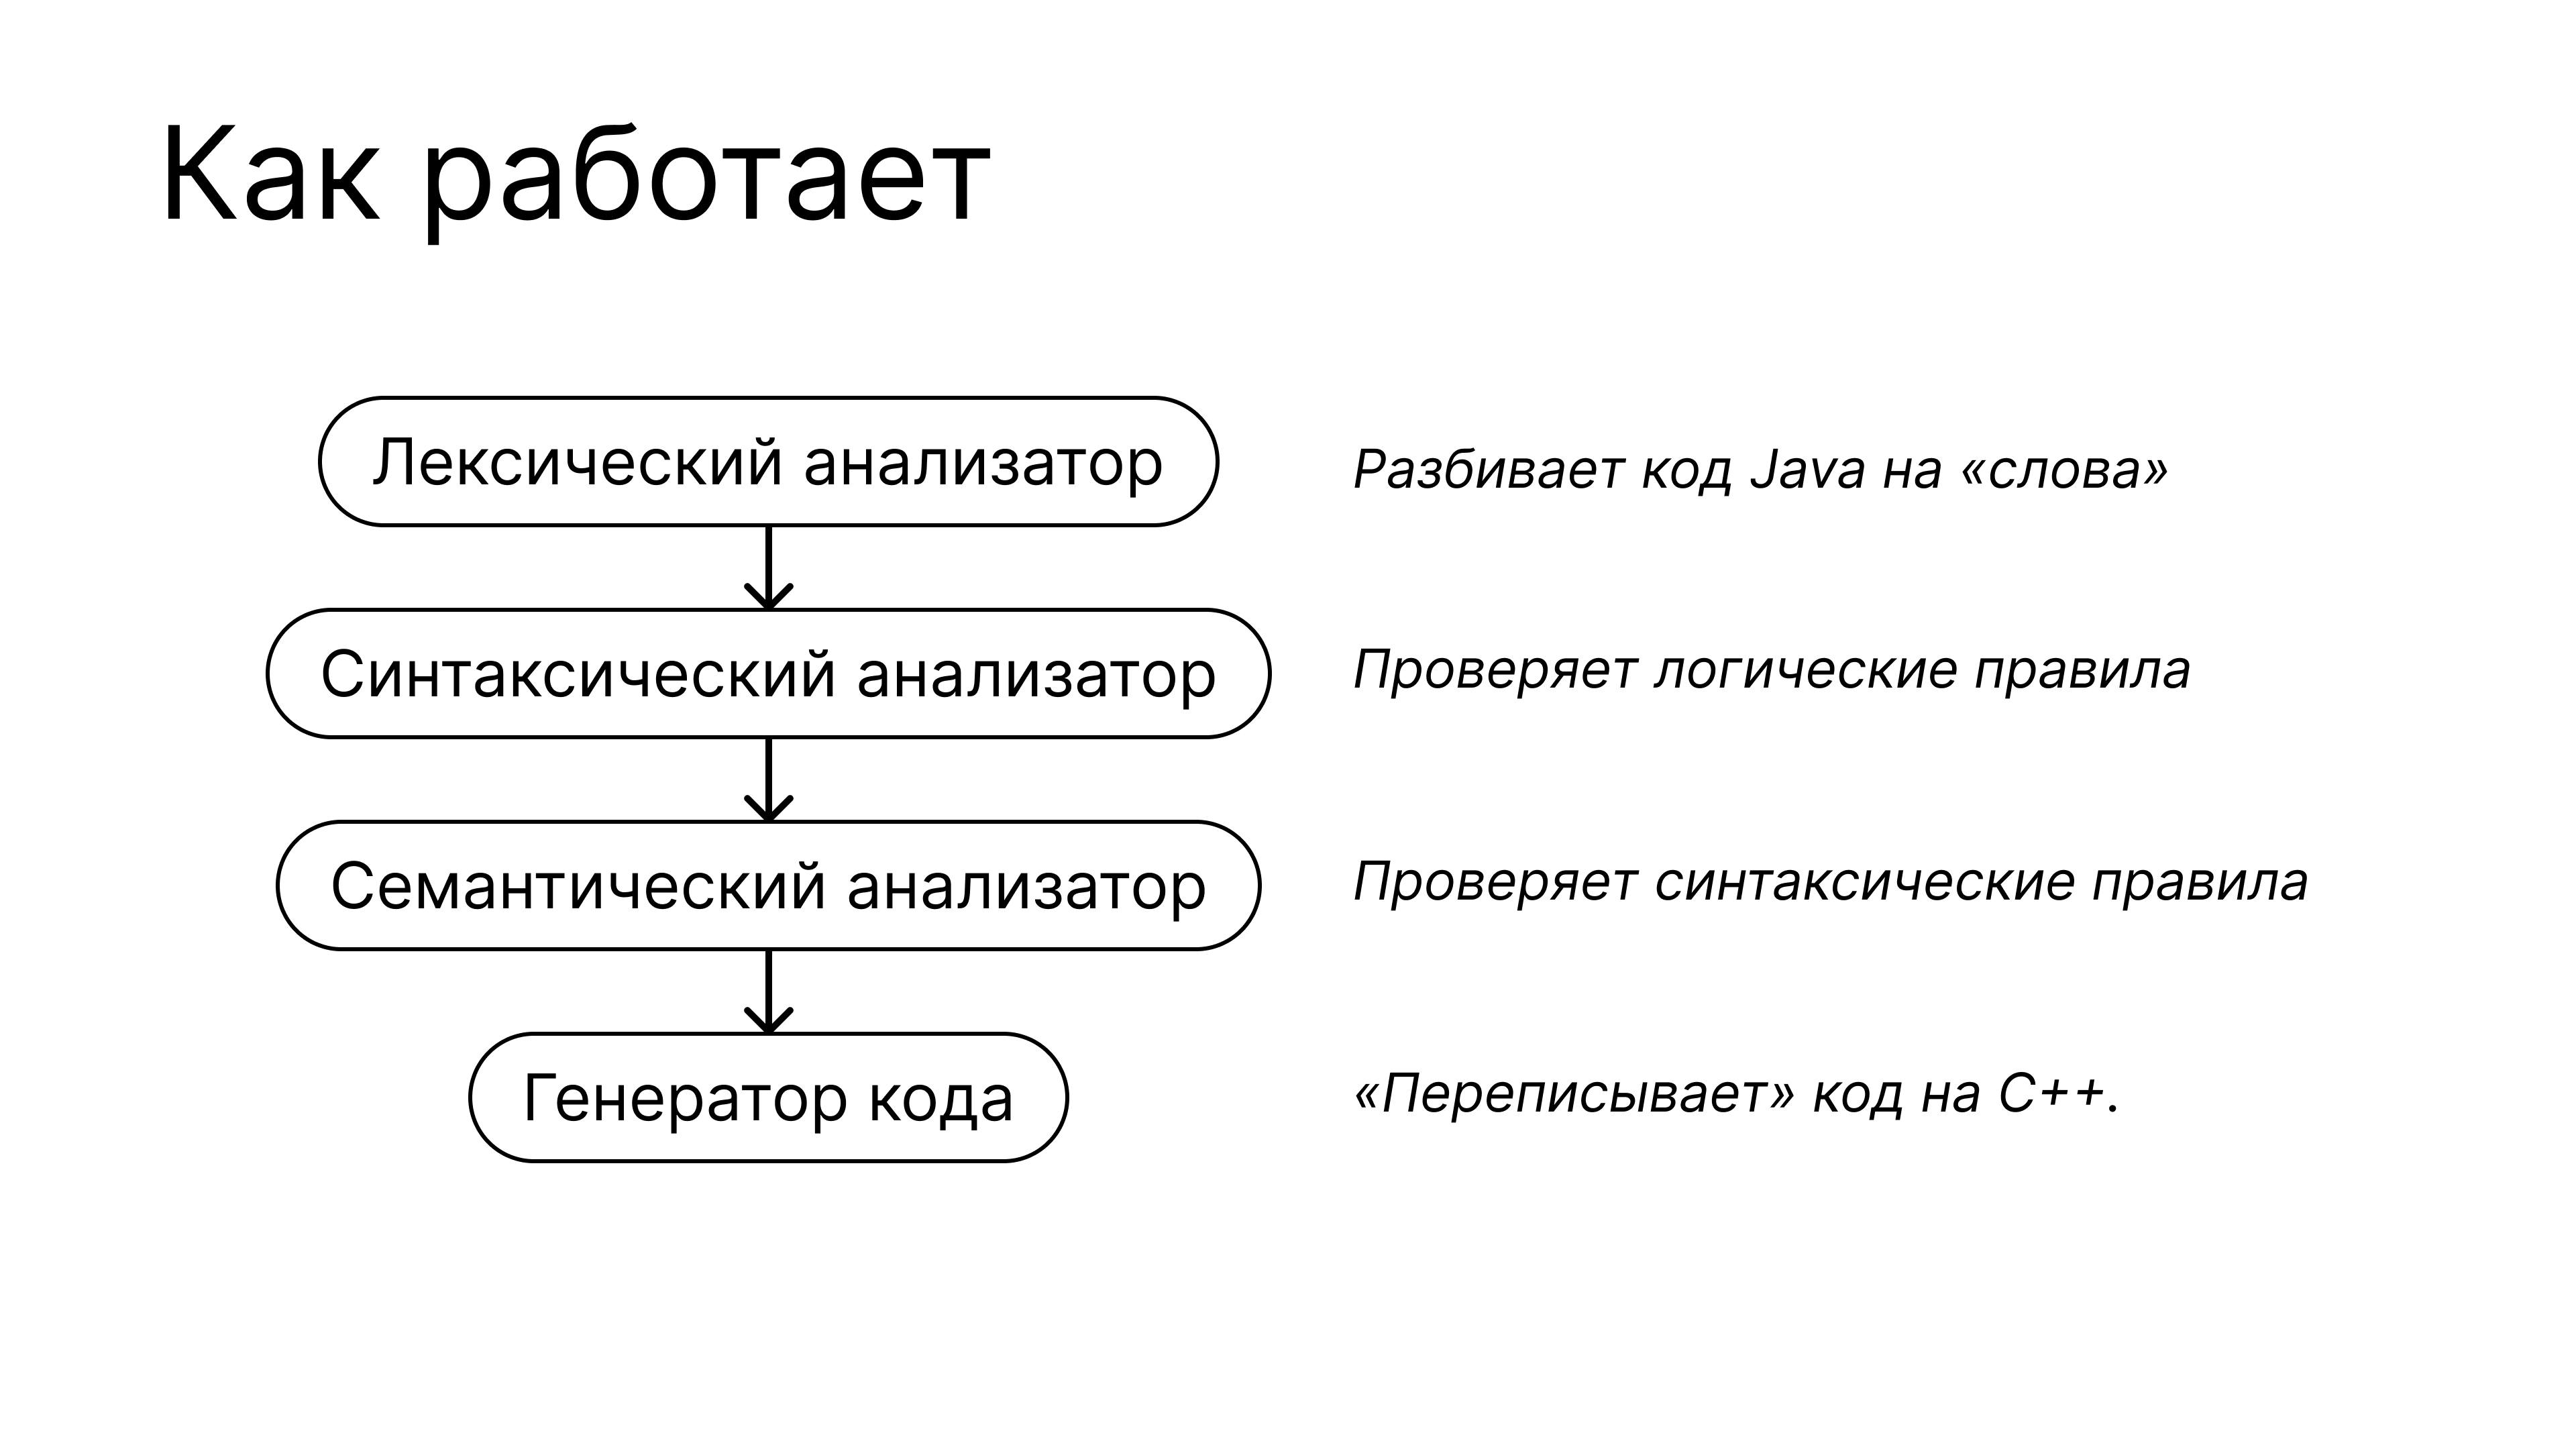 Как работает
Лексический анализатор
Разбивает код Java на «слова»
Синтаксический анализатор
Проверяет логические правила
Семантический анализатор
Проверяет синтаксические правила
Генератор кода
«Переписывает» код на C++.